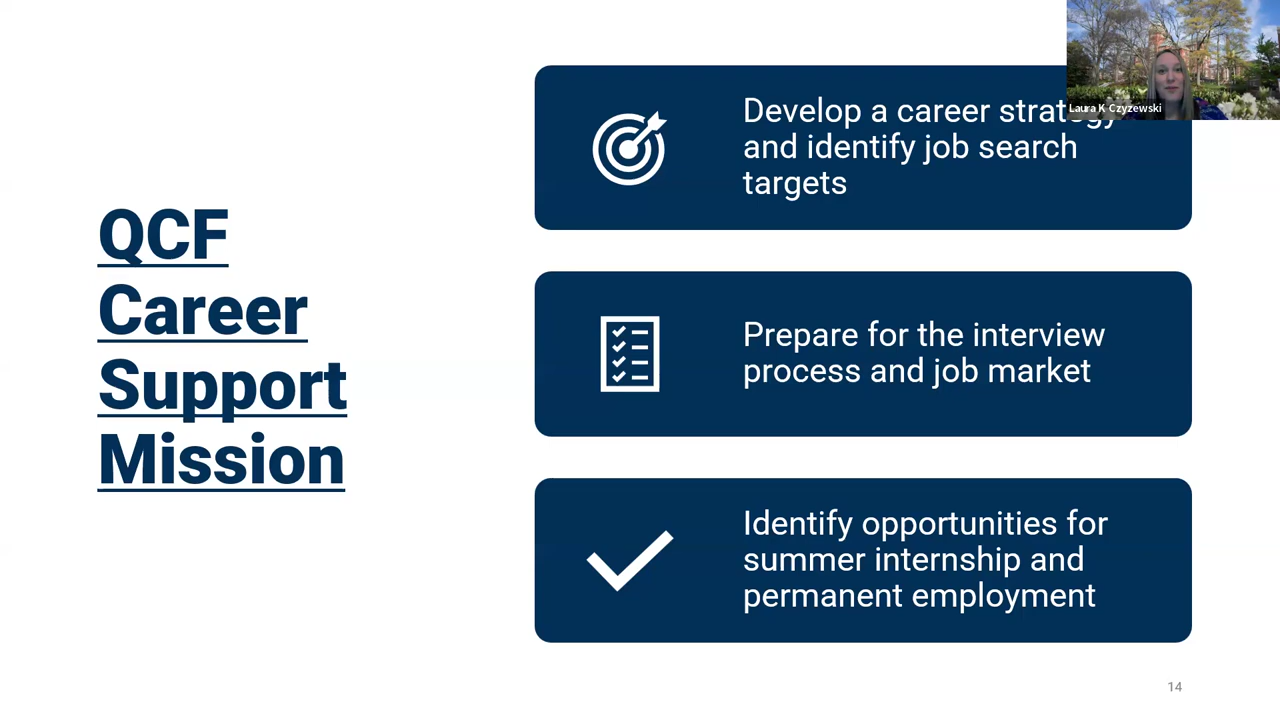 QCF
Career
Support
Mission
Develop a career strategy
and identify job search
targets
Prepare for the interview
process and job market
Identify opportunities for
summer internship and
permanent employment
Laura K Czyzewski
14